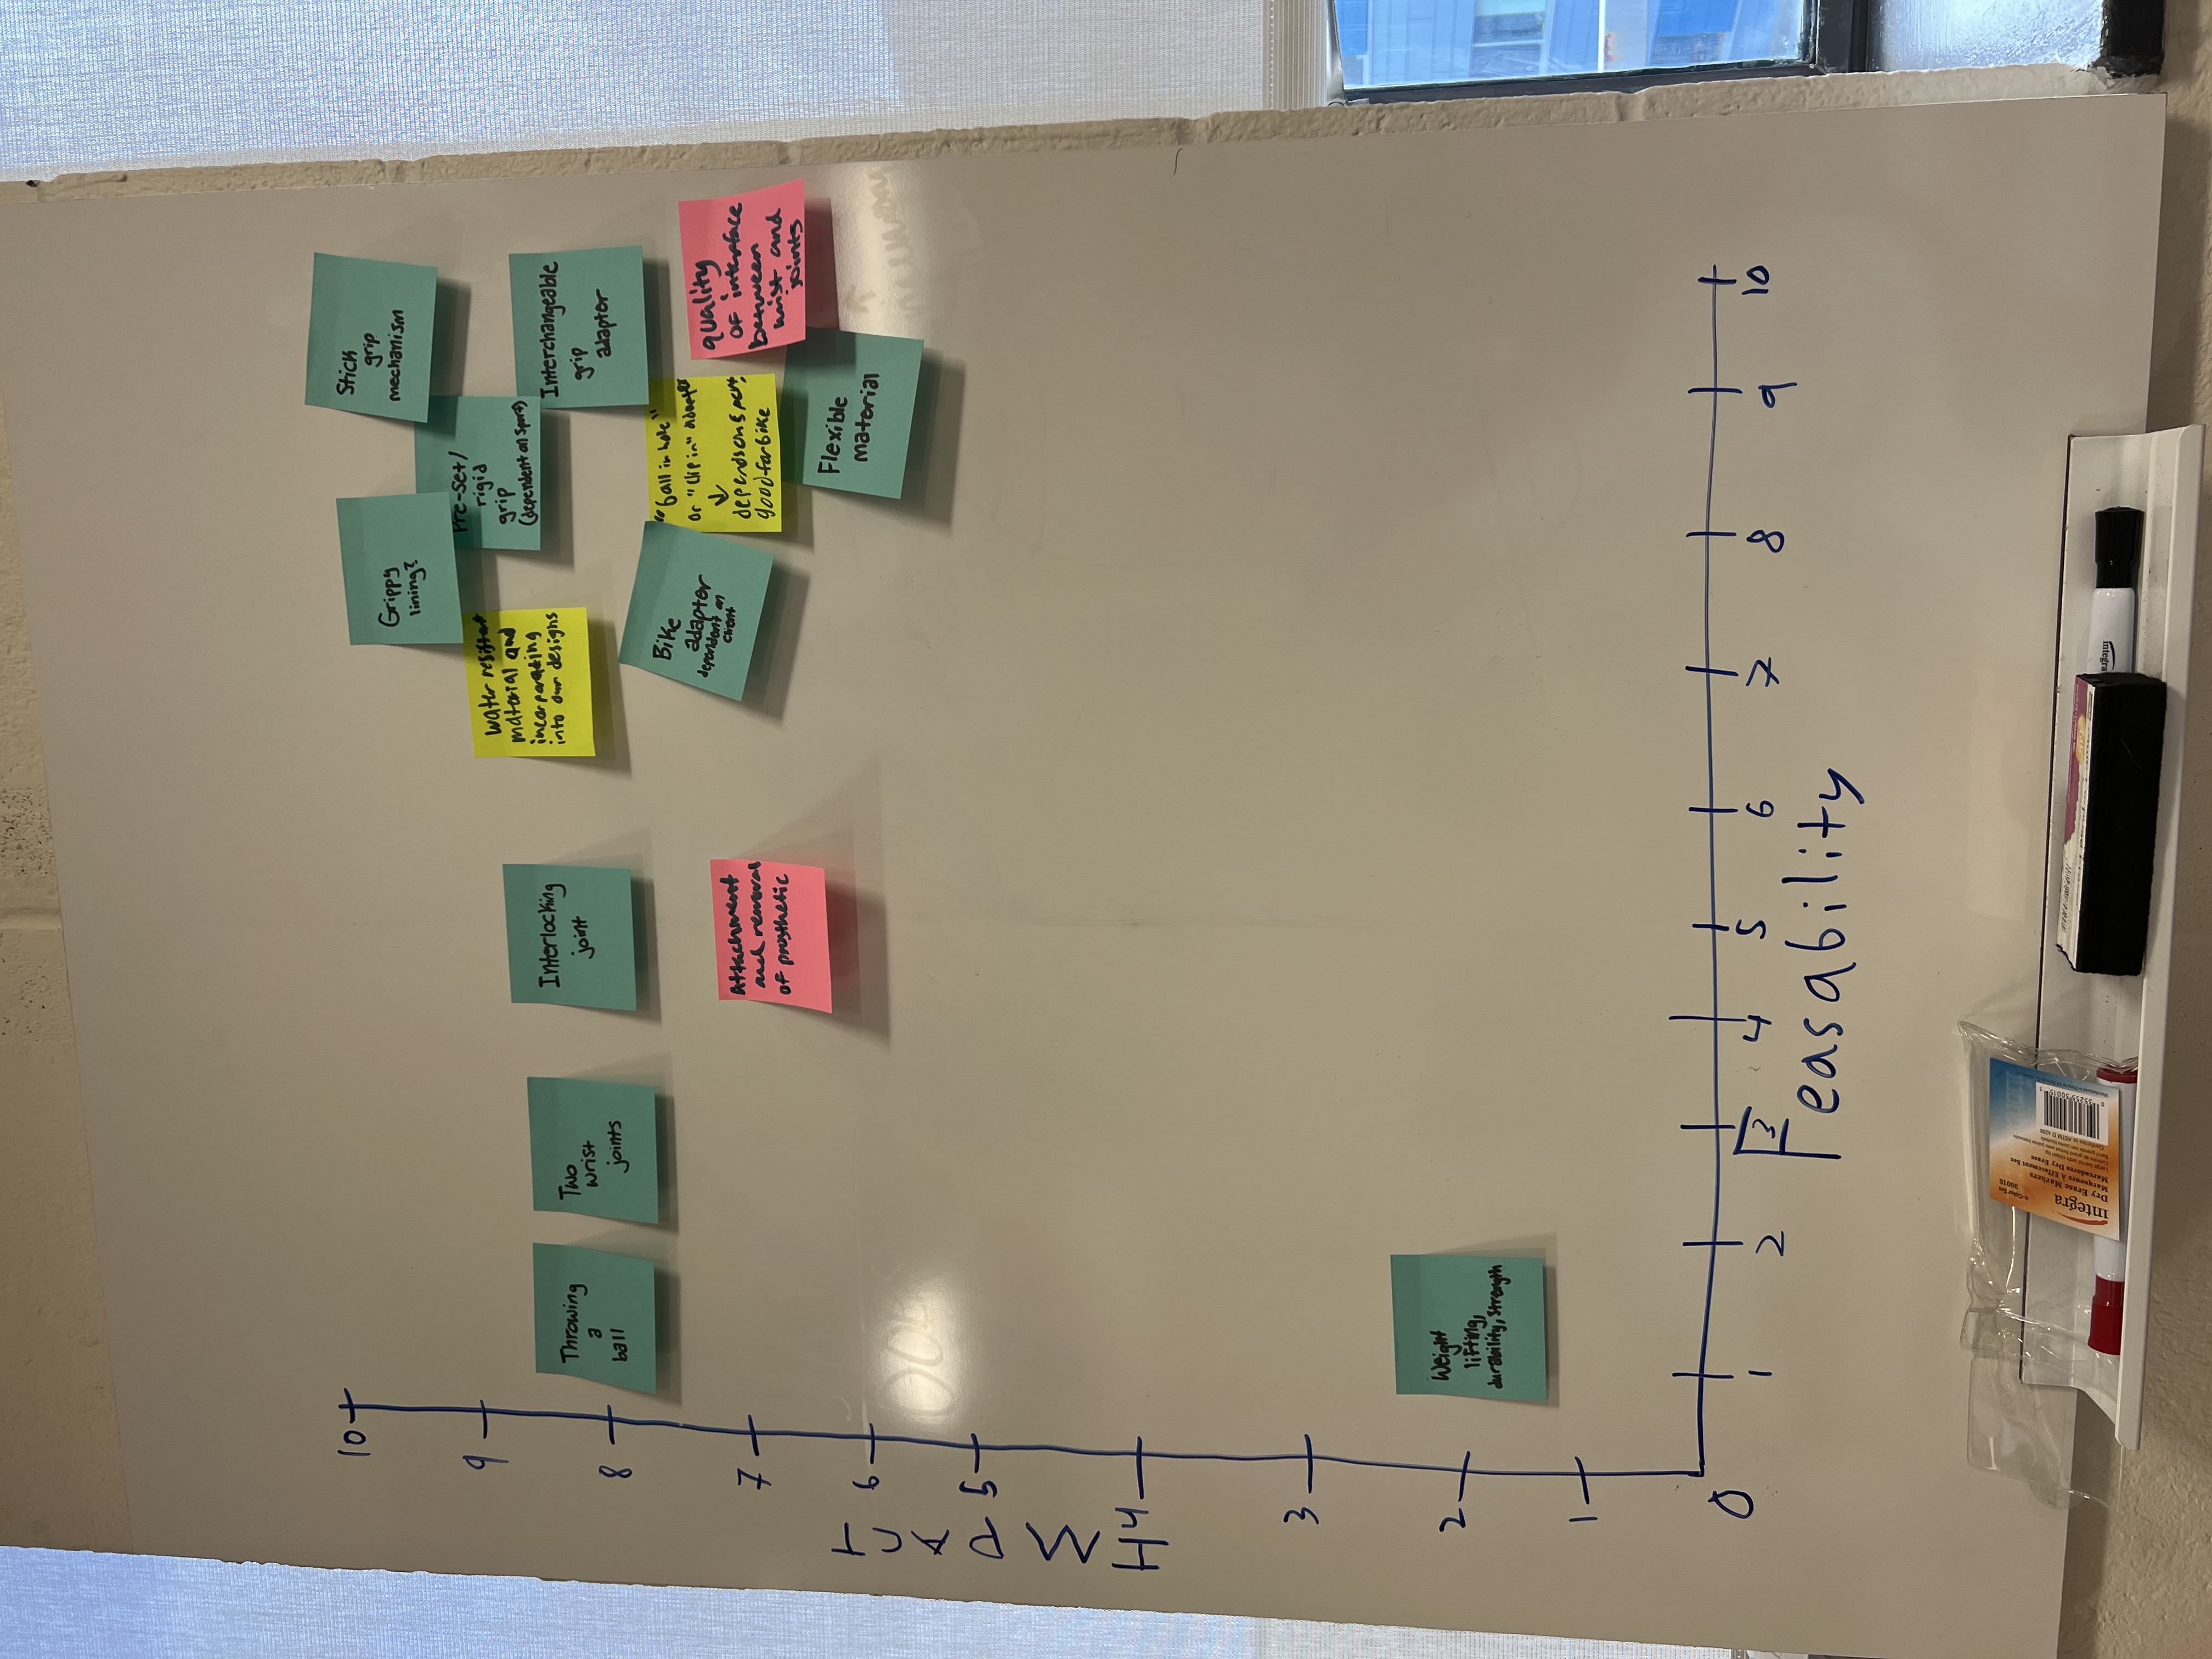 10
9
8
7
6
5
4
3
2
1
0
IMPACT
1 2 3 4 5 6 7 8 9 10
Feasability
Throwing
a
ball
Two
wrist
joints
Interlocking
joint
attachment
and removal
of prosthetic
water resistant
material and
incorporating
into our designs
Grippy
lining?
Stick
grip
mechanism
Pre-set/
rigid
grip
(dependent on sport)
Interchangeable
grip
adapter
Bike
adapter
dependent on
client
"ball in hole"
or "clip in" adapter
↓
depends on sport,
good for bike
quality
of interface
between
wrist and
joints
Flexible
material
Weight
lifting,
durability, strength
integra
Dry Erase Markers
30015
integra